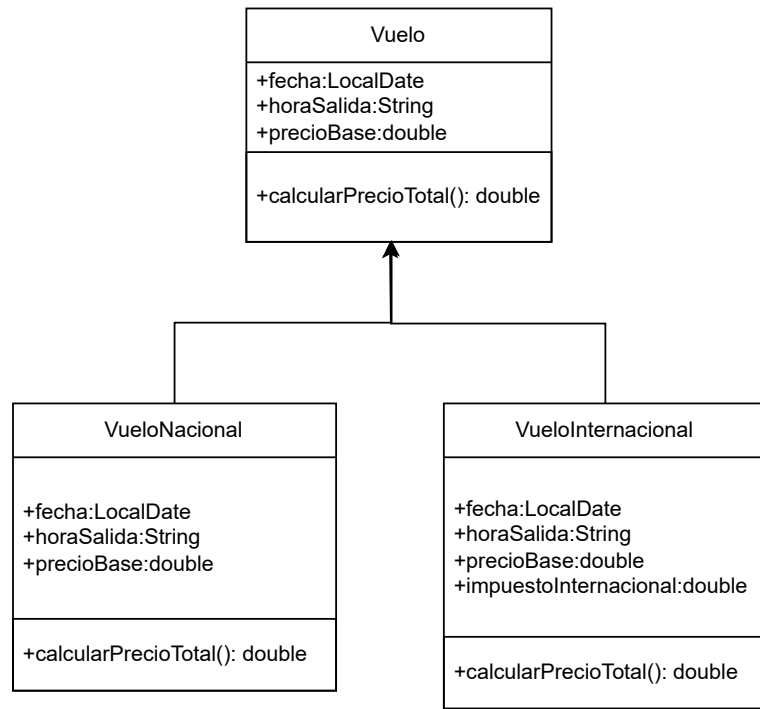 Vuelo
+fecha:LocalDate
+horaSalida:String
+precioBase:double
+calcularPrecioTotal(): double
VueloNacional
+fecha:LocalDate
+horaSalida:String
+precioBase:double
+calcularPrecioTotal(): double
VueloInternacional
+fecha:LocalDate
+horaSalida:String
+precioBase:double
+impuestoInternacional:double
+calcularPrecioTotal(): double